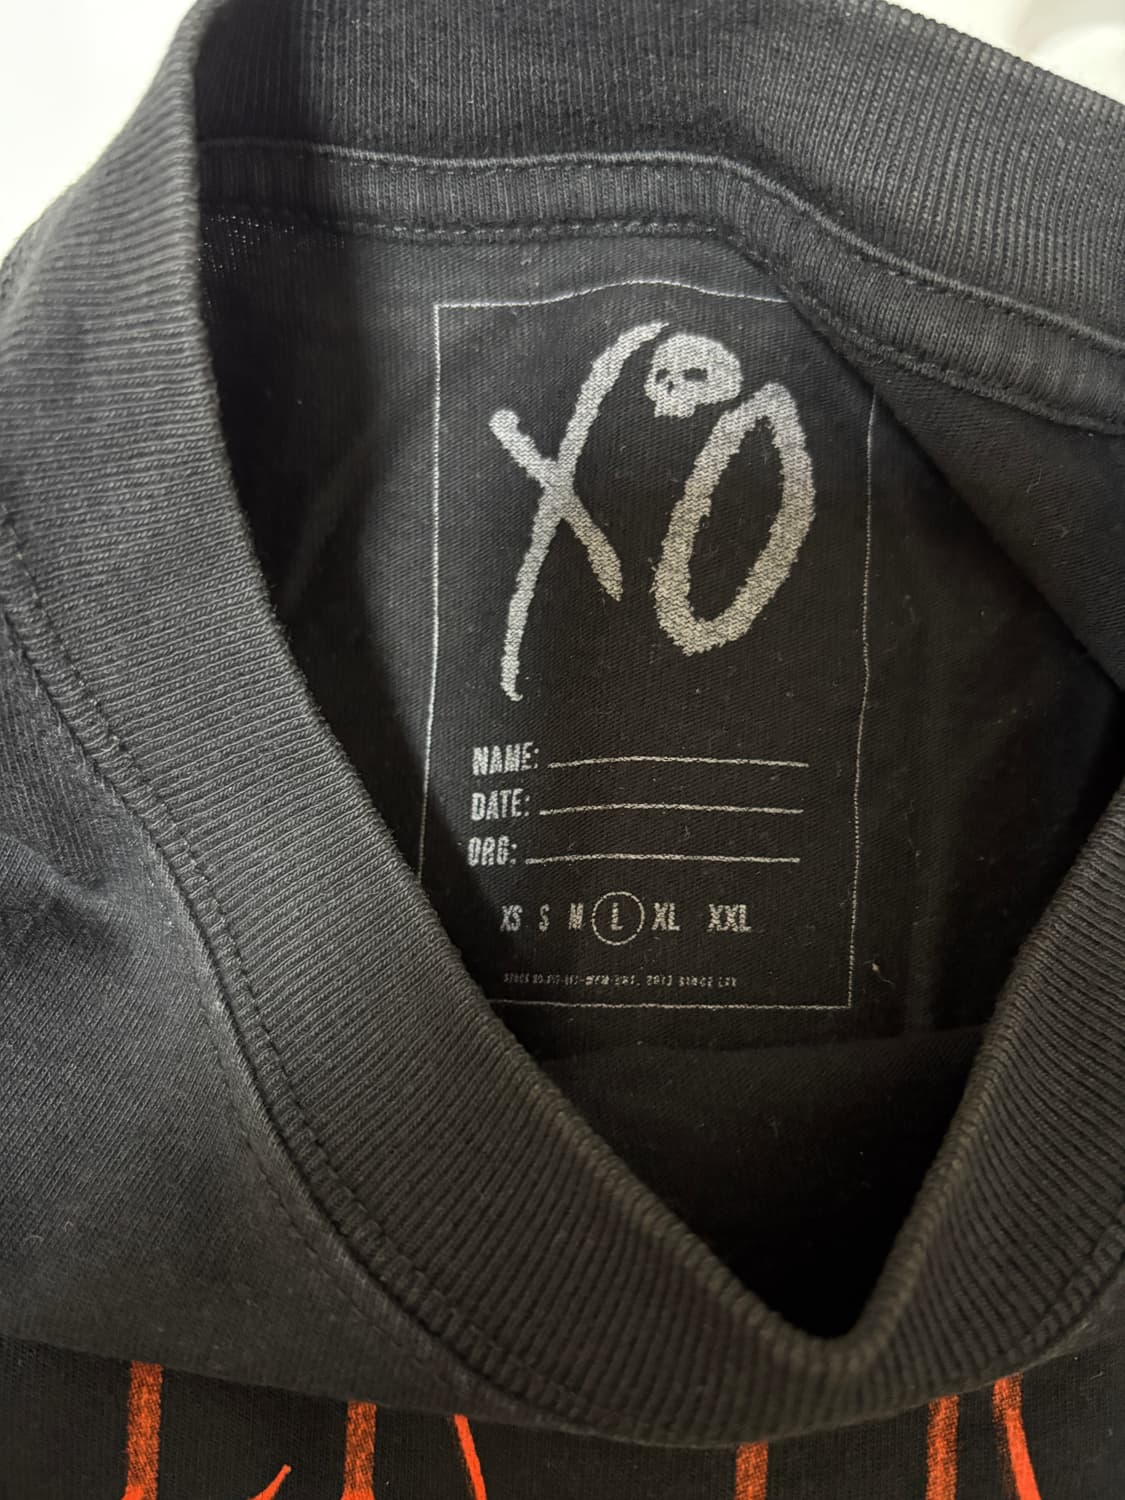 XO
NAME:
DATE:
ORG:
XS S M L XL XXL